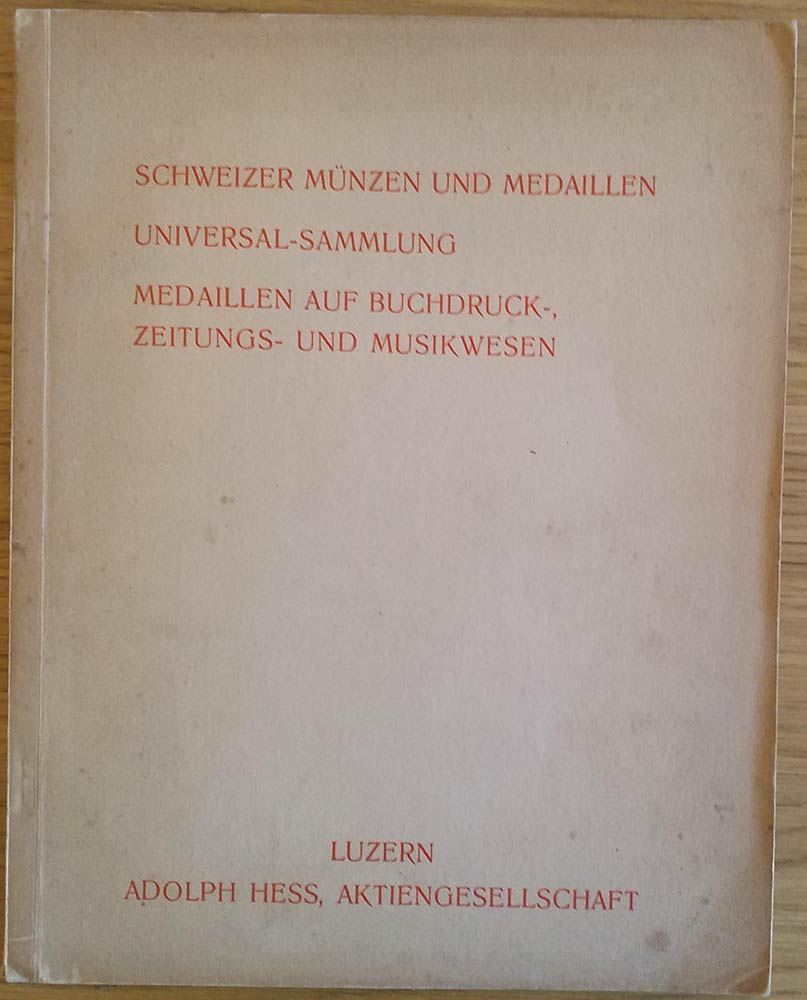 SCHWEIZER MÜNZEN UND MEDAILLEN
UNIVERSAL-SAMMLUNG
MEDAILLEN AUF BUCHDRUCK-,
ZEITUNGS- UND MUSIKWESEN
LUZERN
ADOLPH HESS, AKTIENGESELLSCHAFT